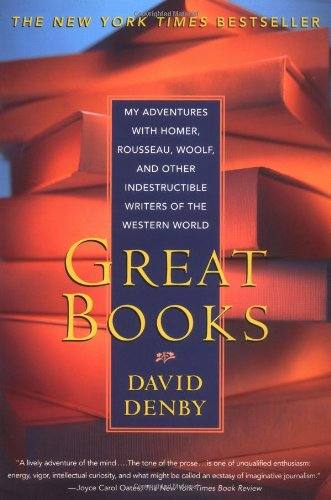 THE NEW YORK TIMES BESTSELLER
MY ADVENTURES
WITH HOMER,
ROUSSEAU, WOOLF,
AND OTHER
INDESTRUCTIBLE
WRITERS OF THE
WESTERN WORLD
GREAT
BOOKS
DAVID
DENBY
"A lively adventure of the mind....The tone of the prose...is one of unqualified enthusiasm;
energy, vigor, intellectual curiosity, and what might be called an ecstasy of imaginative journalism."
—Joyce Carol Oates, The New York Times Book Review